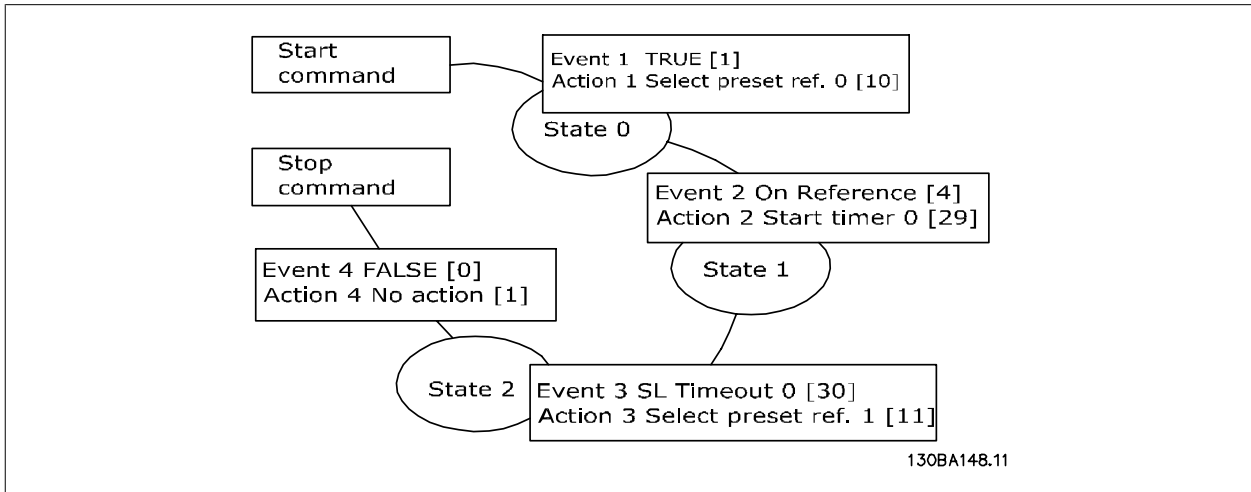 Start
command
Event 1 TRUE [1]
Action 1 Select preset ref. 0 [10]
State 0
Stop
command
Event 2 On Reference [4]
Action 2 Start timer 0 [29]
State 1
Event 4 FALSE [0]
Action 4 No action [1]
State 2
Event 3 SL Timeout 0 [30]
Action 3 Select preset ref. 1 [11]
130BA148.11